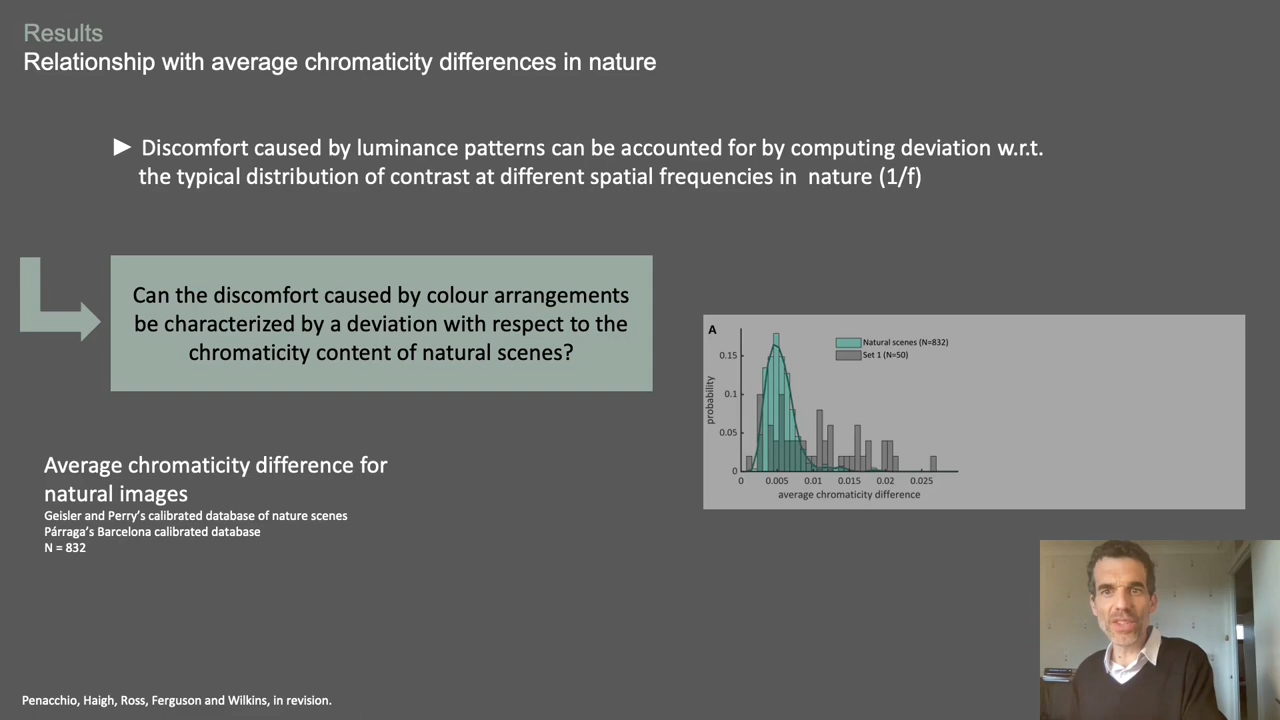 Results
Relationship with average chromaticity differences in nature
► Discomfort caused by luminance patterns can be accounted for by computing deviation w.r.t.
the typical distribution of contrast at different spatial frequencies in nature (1/f)
Can the discomfort caused by colour arrangements
be characterized by a deviation with respect to the
chromaticity content of natural scenes?
A
Natural scenes (N=832)
Set 1 (N=50)
probability
0.15
0.1
0.05
0
0 0.005 0.01 0.015 0.02 0.025
average chromaticity difference
Average chromaticity difference for
natural images
Geisler and Perry's calibrated database of nature scenes
Párraga's Barcelona calibrated database
N = 832
Penacchio, Haigh, Ross, Ferguson and Wilkins, in revision.